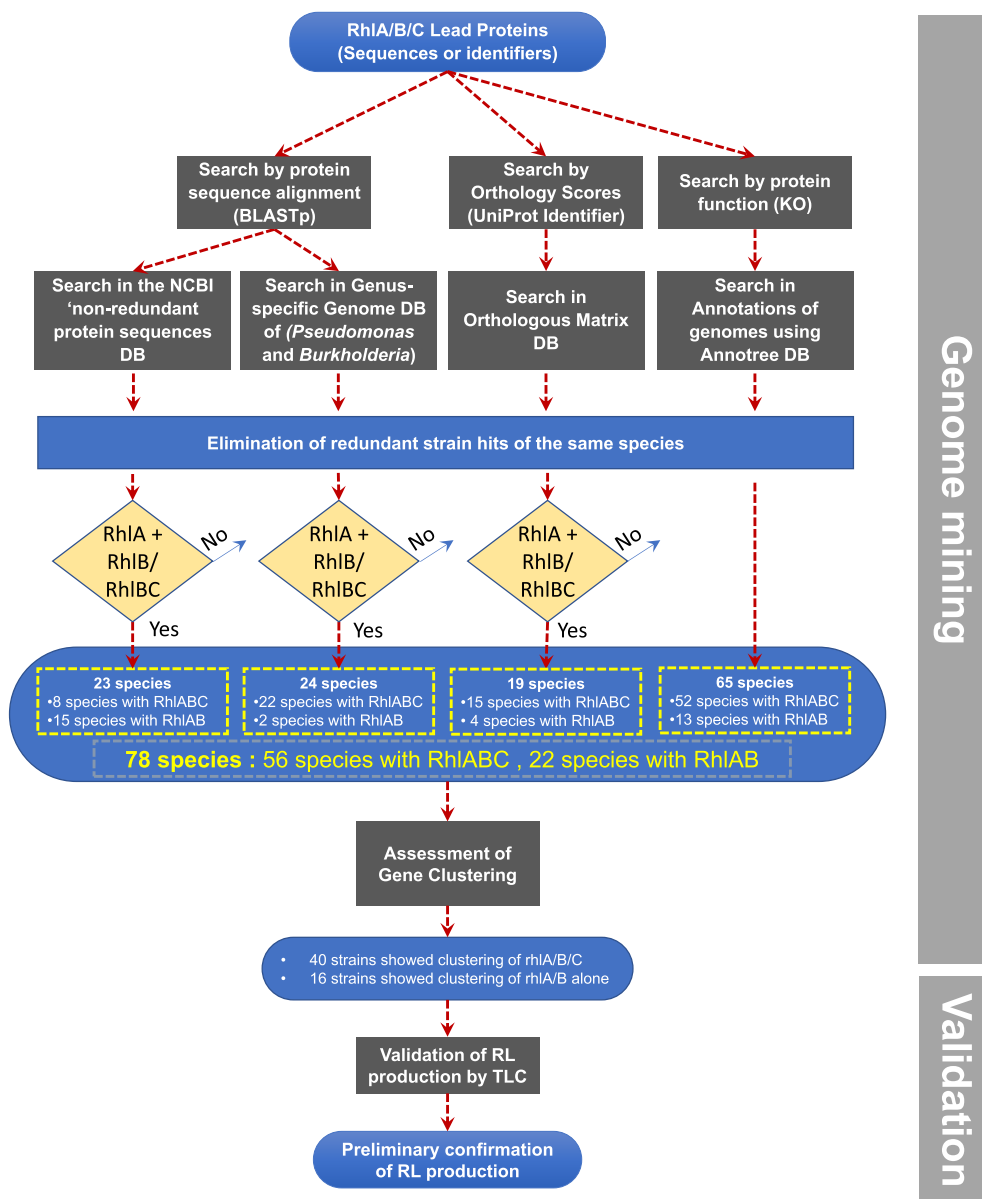 RhlA/B/C Lead Proteins
(Sequences or identifiers)
Search by protein
sequence alignment
(BLASTp)
Search by
Orthology Scores
(UniProt Identifier)
Search by protein
function (KO)
Search in the NCBI
‘non-redundant
protein sequences
DB
Search in Genus-
specific Genome DB
of (Pseudomonas
and Burkholderia)
Search in
Orthologous Matrix
DB
Search in
Annotations of
genomes using
Annotree DB
Elimination of redundant strain hits of the same species
RhlA +
RhlB/
RhlBC
No
Yes
RhlA +
RhlB/
RhlBC
No
Yes
RhlA +
RhlB/
RhlBC
No
Yes
23 species
•8 species with RhlABC
•15 species with RhlAB
24 species
•22 species with RhlABC
•2 species with RhlAB
19 species
•15 species with RhlABC
• 4 species with RhlAB
65 species
•52 species with RhlABC
•13 species with RhlAB
78 species : 56 species with RhlABC , 22 species with RhlAB
Assessment of
Gene Clustering
• 40 strains showed clustering of rhlA/B/C
• 16 strains showed clustering of rhlA/B alone
Validation of RL
production by TLC
Preliminary confirmation
of RL production
Genome mining
Validation